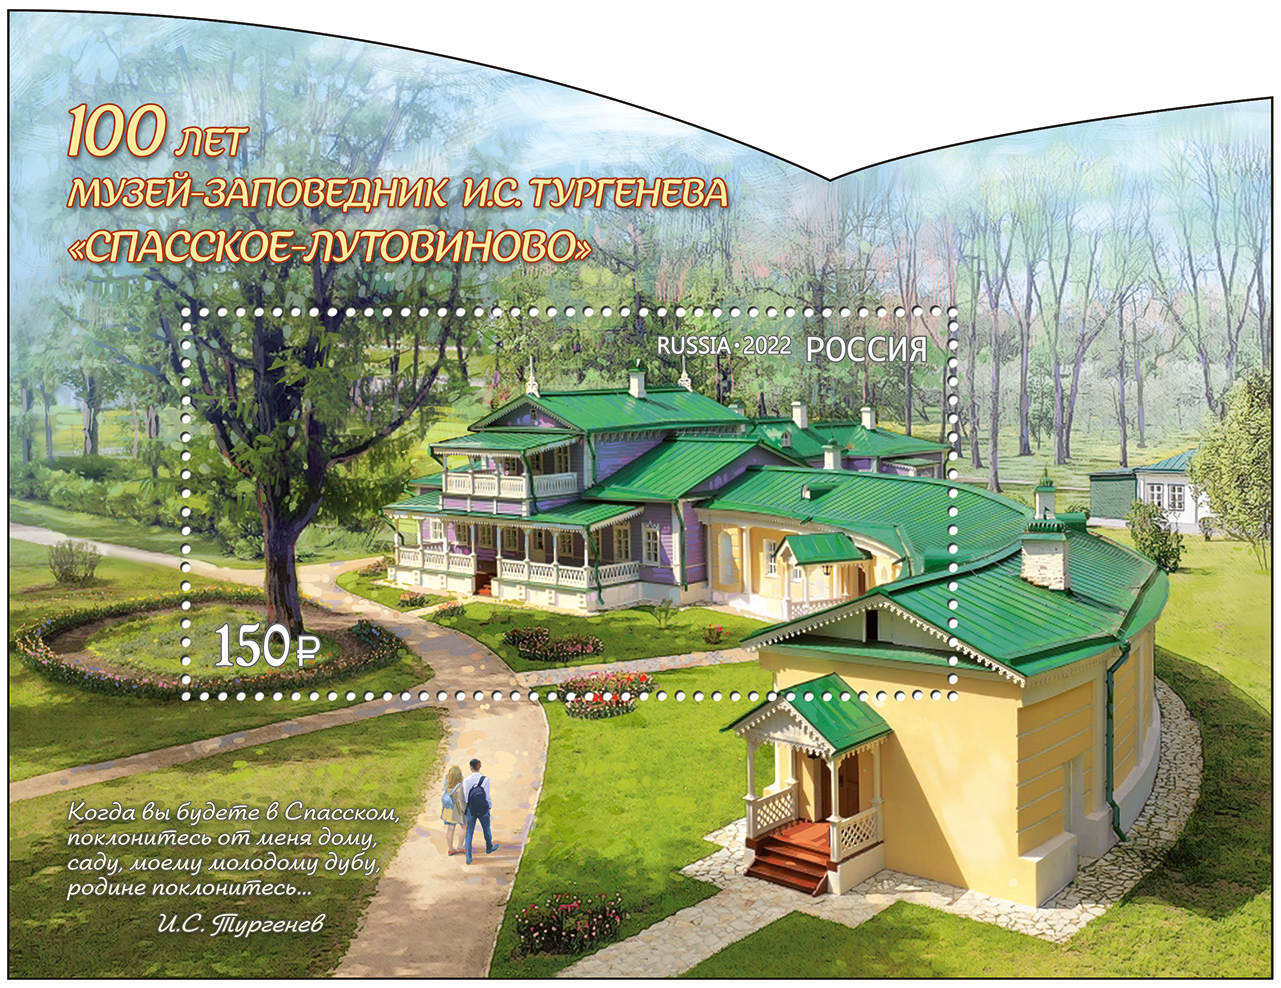 100 ЛЕТ
МУЗЕЙ-ЗАПОВЕДНИК И.С. ТУРГЕНЕВА
«СПАССКОЕ-ЛУТОВИНОВО»
RUSSIA • 2022 РОССИЯ
150₽
Когда вы будете в Спасском,
поклонитесь от меня дому,
саду, моему молодому дубу,
родине поклонитесь...
И.С. Тургенев